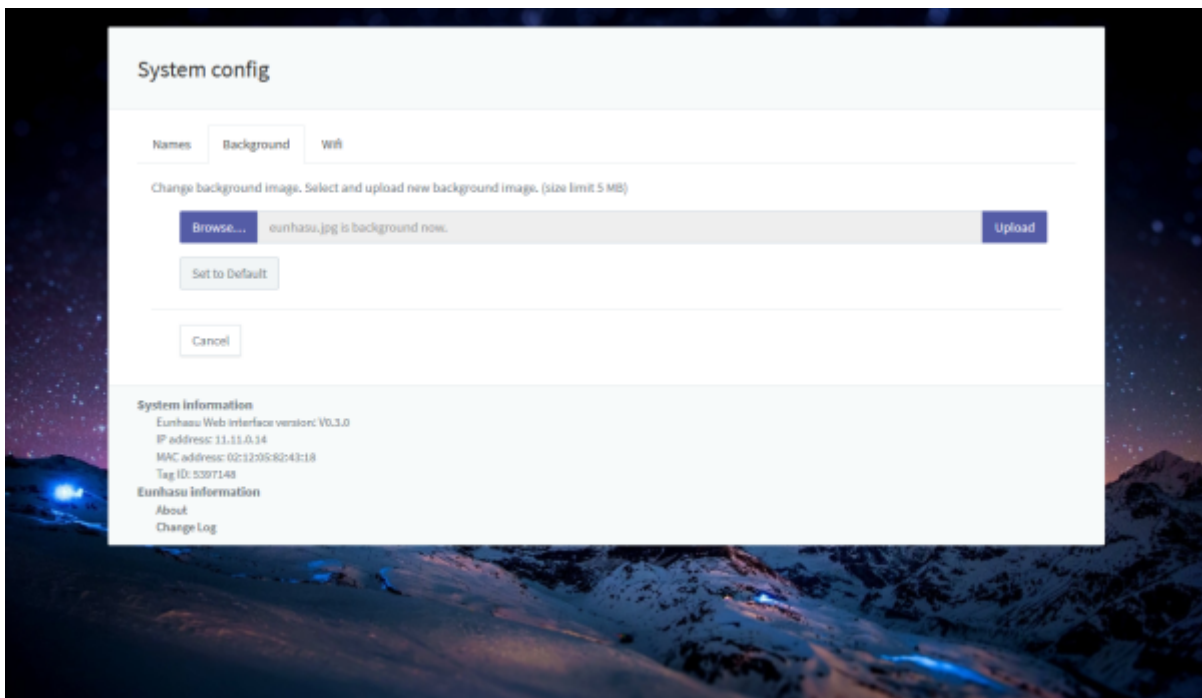 System config
Names Background Wifi
Change background image. Select and upload new background image. (size limit 5 MB)
Browse.... eunhasu.jpg is background now. Upload
Set to Default
Cancel
System information
Eunhasu Web interface version: V0.3.0
IP address: 11.11.0.14
MAC address: 02:12:05:82:43:18
Tag ID: 5397148
Eunhasu information
About
Change Log